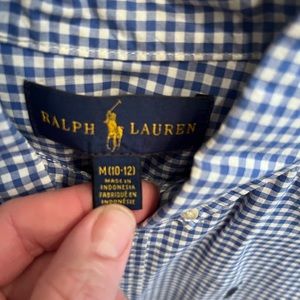 RALPH LAUREN
M(10-12)
MADE IN
INDONESIA
FABRIQUÉ EN
INDONÉSIE